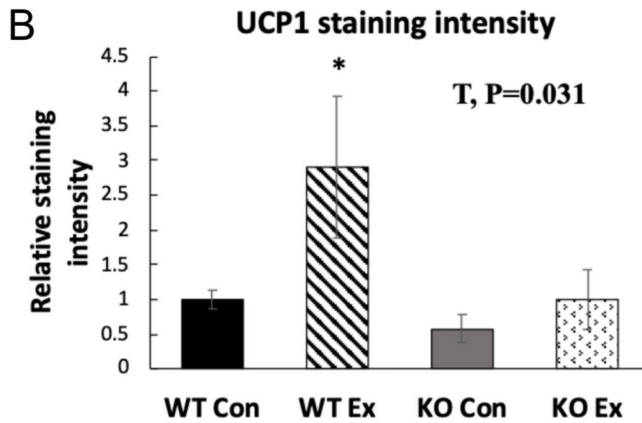 B
UCP1 staining intensity
Relative staining
intensity
4.5
4
3.5
3
2.5
2
1.5
1
0.5
0
*
T, P=0.031
WT Con WT Ex KO Con KO Ex